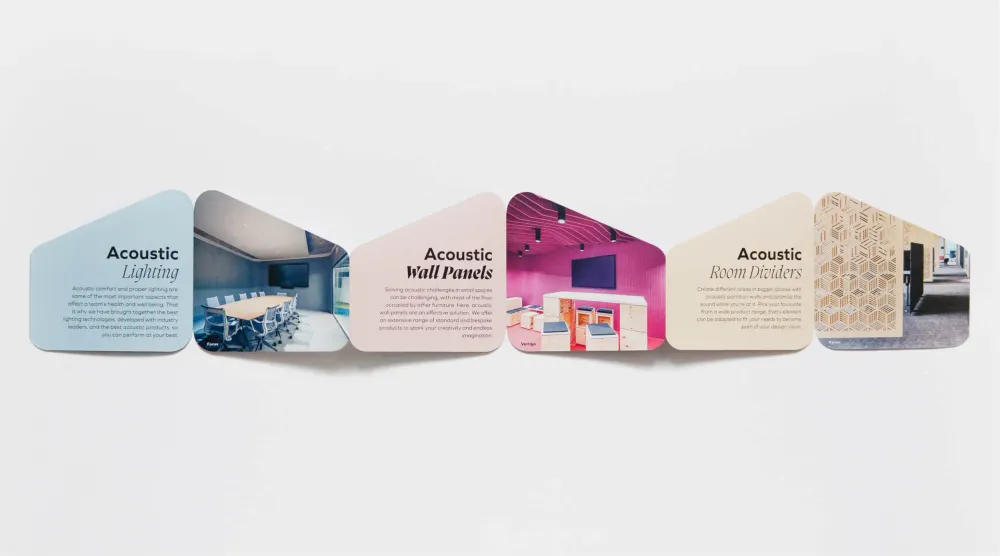 Acoustic
Lighting
Acoustic comfort and proper lighting are
some of the most important aspects that
affect a team's health and well being. That
is why we have brought together the best
lighting technologies, developed with industry
leaders, and the best acoustic products, so
you can perform at your best.
Acoustic
Wall Panels
Solving acoustic challenges in small spaces
can be challenging, with most of the floor
occupied by other furniture. Here, acoustic
wall panels are an effective solution. We offer
an extensive range of standard and bespoke
products to spark your creativity and endless
imagination.
Vertigo
Acoustic
Room Dividers
Create different areas in bigger spaces with
acoustic partition walls and optimise the
sound while you're at it. Pick your favourite
from a wide product range, that's element
can be adapted to fit your needs to become
part of your design vision.